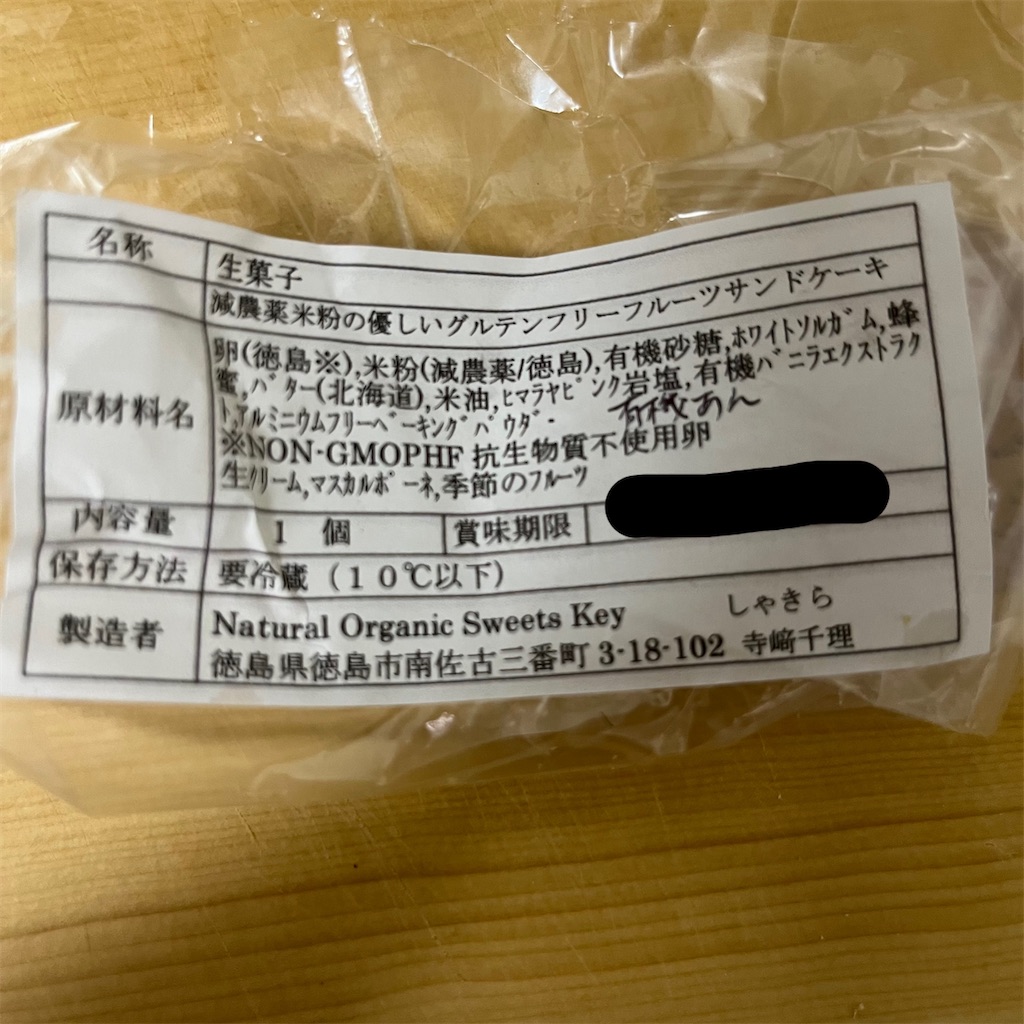 名称 生菓子
減農薬米粉の優しいグルテンフリーフルーツサンドケーキ
原材料名 卵(徳島※),米粉(減農薬/徳島),有機砂糖,ホワイトソルガム,蜂
蜜,バター(北海道),米油,ヒマラヤピンク岩塩,有機バニラエクストラク
ト,アルミニウムフリーベーキングパウダー 有機あん
※NON-GMOPHF 抗生物質不使用卵
生クリーム,マスカルポーネ,季節のフルーツ
内容量 1 個 賞味期限
保存方法 要冷蔵(10℃以下)
製造者 Natural Organic Sweets Key しゃきら
徳島県徳島市南佐古三番町 3-18-102 寺﨑千理